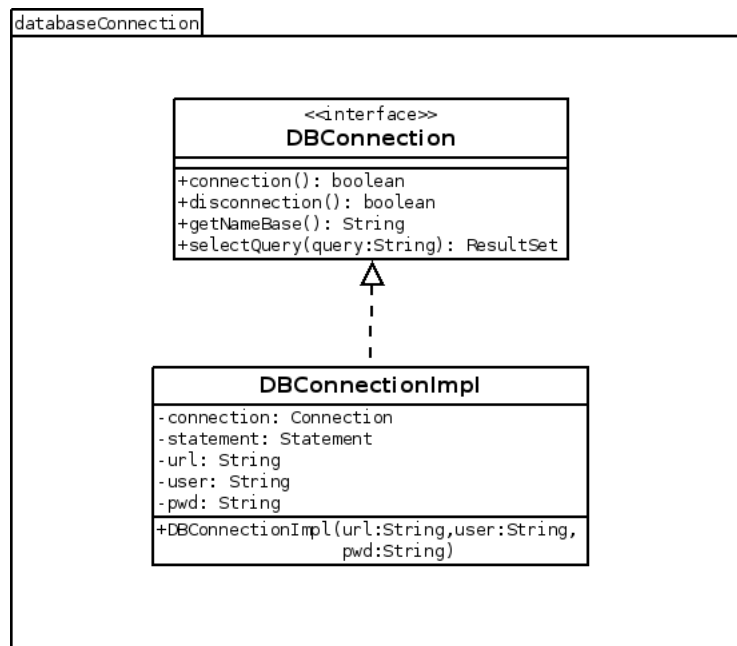 databaseConnection
<<interface>>
DBConnection
+connection(): boolean
+disconnection(): boolean
+getNameBase(): String
+selectQuery(query:String): ResultSet
DBConnectionImpl
-connection: Connection
-statement: Statement
-url: String
-user: String
-pwd: String
+DBConnectionImpl(url:String,user:String,
pwd:String)